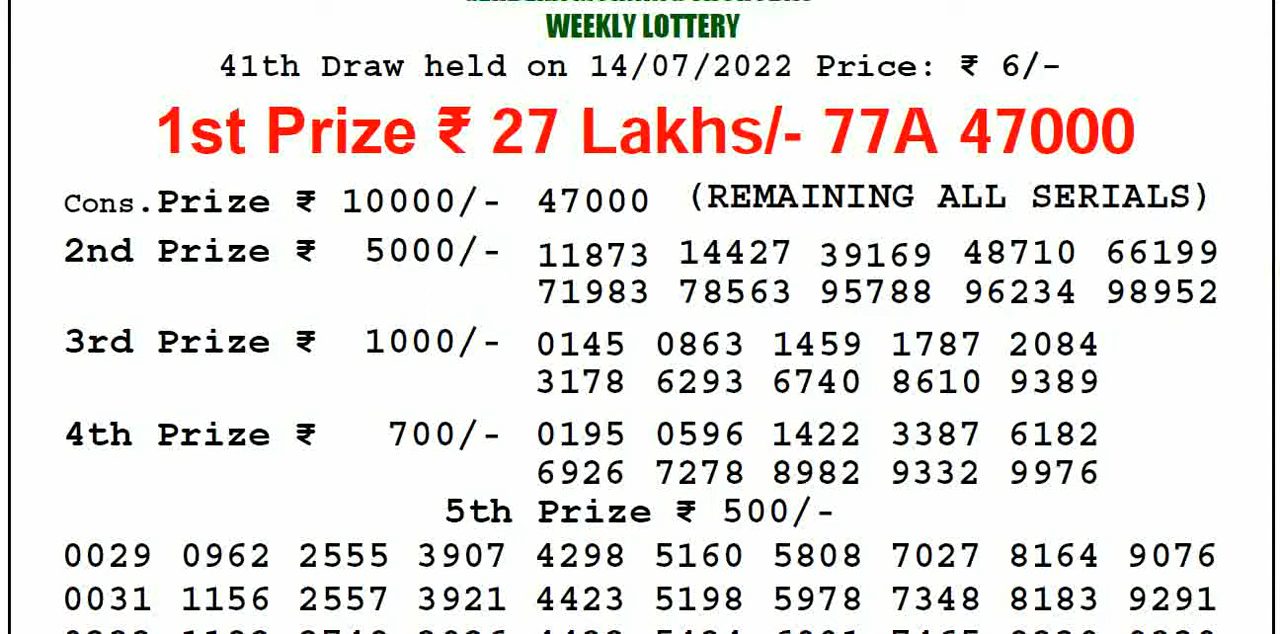 WEEKLY LOTTERY
41th Draw held on 14/07/2022 Price: ₹ 6/-
1st Prize ₹ 27 Lakhs/- 77A 47000
Cons.Prize ₹ 10000/- 47000 (REMAINING ALL SERIALS)
2nd Prize ₹ 5000/- 11873 14427 39169 48710 66199
71983 78563 95788 96234 98952
3rd Prize ₹ 1000/- 0145 0863 1459 1787 2084
3178 6293 6740 8610 9389
4th Prize ₹ 700/- 0195 0596 1422 3387 6182
6926 7278 8982 9332 9976
5th Prize ₹ 500/-
0029 0962 2555 3907 4298 5160 5808 7027 8164 9076
0031 1156 2557 3921 4423 5198 5978 7348 8183 9291